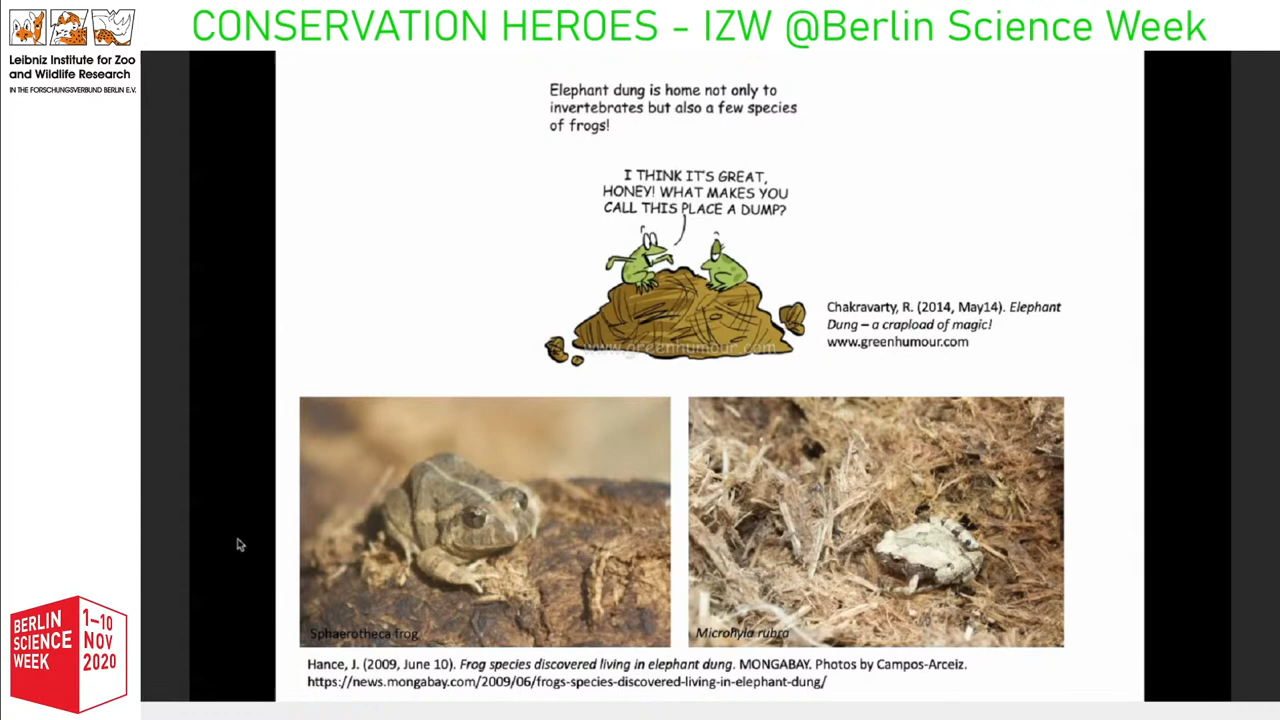 CONSERVATION HEROES - IZW @Berlin Science Week
IZW
Leibniz Institute for Zoo
and Wildlife Research
IN THE FORSCHUNGSVERBUND BERLIN E.V.
Elephant dung is home not only to
invertebrates but also a few species
of frogs!
I THINK IT'S GREAT,
HONEY! WHAT MAKES YOU
CALL THIS PLACE A DUMP?
www.greenhumour.com
Chakravarty, R. (2014, May14). Elephant
Dung – a crapload of magic!
www.greenhumour.com
Sphaerotheca frog
Microhyla rubra
Hance, J. (2009, June 10). Frog species discovered living in elephant dung. MONGABAY. Photos by Campos-Arceiz.
https://news.mongabay.com/2009/06/frogs-species-discovered-living-in-elephant-dung/
BERLIN
SCIENCE
WEEK
1–10
NOV
2020